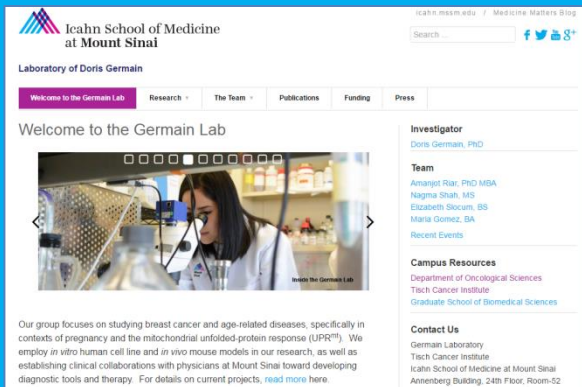 icahn.mssm.edu / Medicine Matters Blog
Icahn School of Medicine
at Mount Sinai
Search ...
Laboratory of Doris Germain
Welcome to the Germain Lab
Research
The Team
Publications
Funding
Press
Welcome to the Germain Lab
Inside the Germain Lab
Our group focuses on studying breast cancer and age-related diseases, specifically in
contexts of pregnancy and the mitochondrial unfolded-protein response (UPRmt). We
employ in vitro human cell line and in vivo mouse models in our research, as well as
establishing clinical collaborations with physicians at Mount Sinai toward developing
diagnostic tools and therapy. For details on current projects, read more here.
Investigator
Doris Germain, PhD
Team
Amanjot Riar, PhD MBA
Nagma Shah, MS
Elizabeth Slocum, BS
Maria Gomez, BA
Recent Events
Campus Resources
Department of Oncological Sciences
Tisch Cancer Institute
Graduate School of Biomedical Sciences
Contact Us
Germain Laboratory
Tisch Cancer Institute
Icahn School of Medicine at Mount Sinai
Annenberg Building, 24th Floor, Room-52